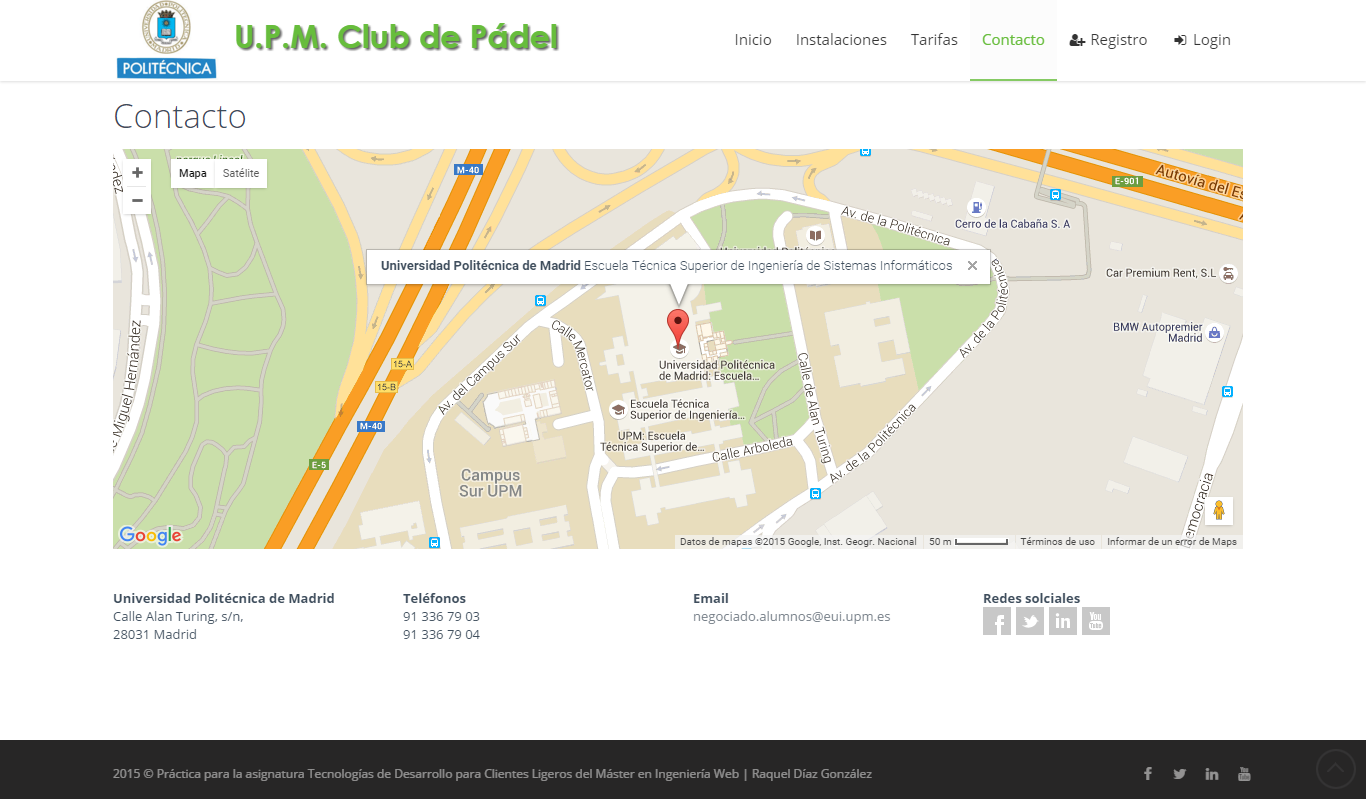 POLITÉCNICA
U.P.M. Club de Pádel
Inicio
Instalaciones
Tarifas
Contacto
Registro
Login
Contacto
Mapa
Satélite
M-40
E-901
Autovía del Es
Av. de la Politécnica
Cerro de la Cabaña S. A
Universidad Politécnica de Madrid Escuela Técnica Superior de Ingeniería de Sistemas Informáticos
Car Premium Rent, S.L
Av. de la Politécnica
BMW Autopremier
Madrid
de Miguel Hernández
Av. del Campus Sur
Calle Mercator
Universidad Politécnica
de Madrid: Escuela...
Calle de Alan Turing
15-A
15-B
Escuela Técnica
Superior de Ingeniería...
M-40
UPM: Escuela
Técnica Superior de...
Calle Arboleda
Av. de la Politécnica
E-5
Campus
Sur UPM
emocracia
Google
Datos de mapas ©2015 Google, Inst. Geogr. Nacional
50 m
Términos de uso
Informar de un error de Maps
Universidad Politécnica de Madrid
Calle Alan Turing, s/n,
28031 Madrid
Teléfonos
91 336 79 03
91 336 79 04
Email
negociado.alumnos@eui.upm.es
Redes solciales
You Tube
2015 © Práctica para la asignatura Tecnologías de Desarrollo para Clientes Ligeros del Máster en Ingeniería Web | Raquel Díaz González